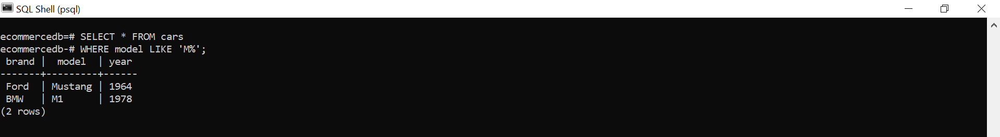 SQL Shell (psql)
ecommercedb=# SELECT * FROM cars
ecommercedb-# WHERE model LIKE 'M%';
 brand |  model  | year
-------+---------+------
 Ford  | Mustang | 1964
 BMW   | M1      | 1978
(2 rows)